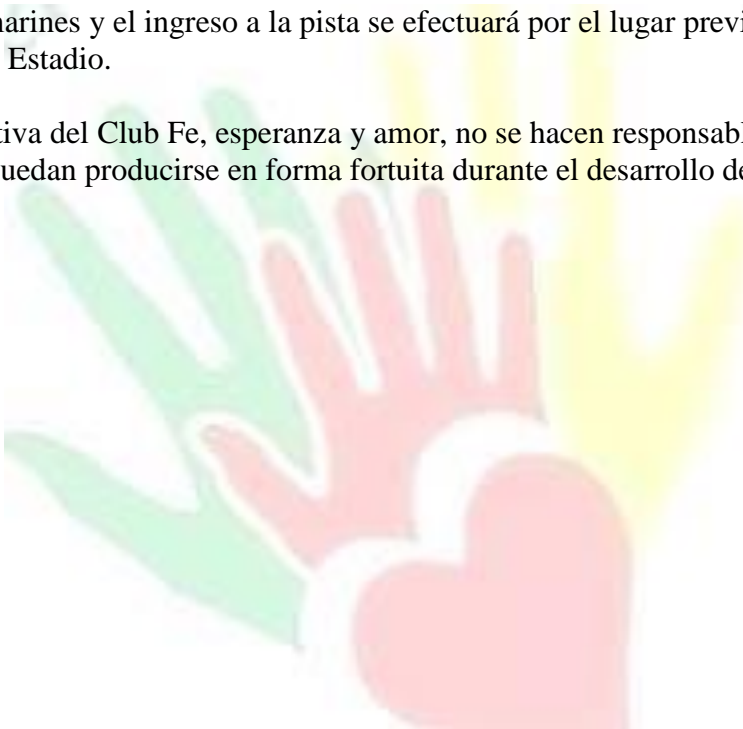 narines y el ingreso a la pista se efectuará por el lugar previ
Estadio.
tiva del Club Fe, esperanza y amor, no se hacen responsabl
uedan producirse en forma fortuita durante el desarrollo de